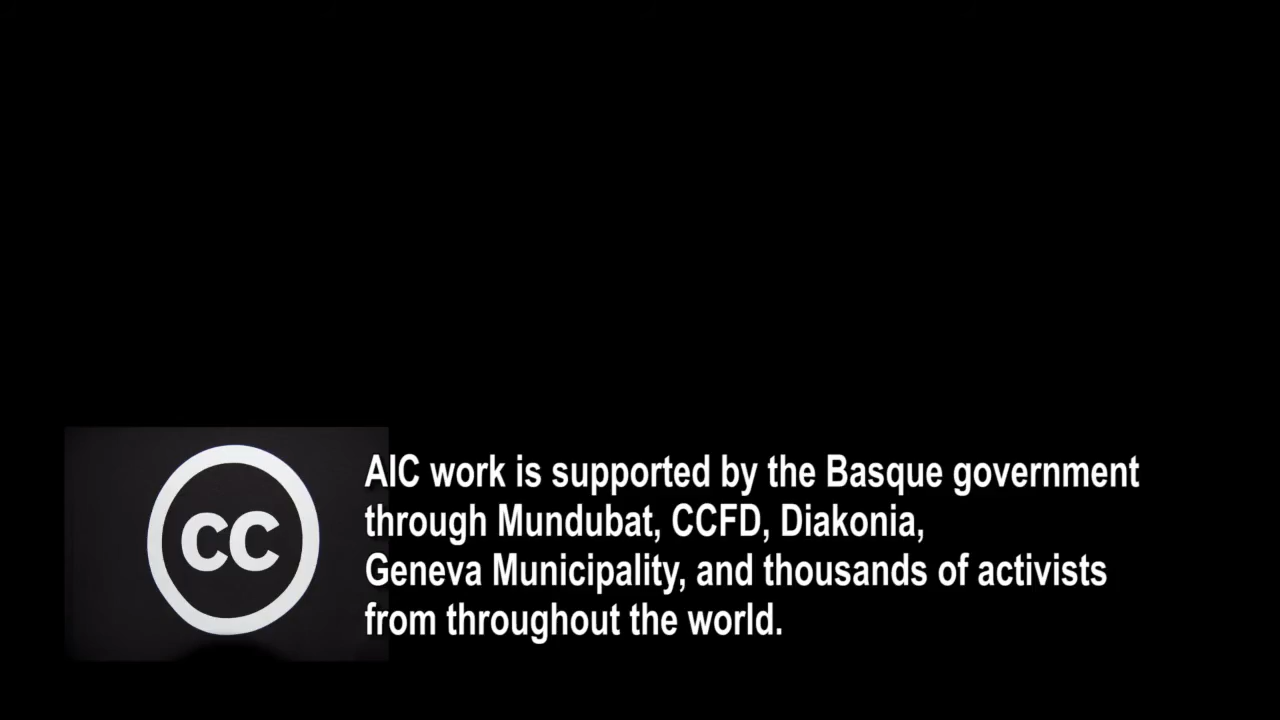 cc
AIC work is supported by the Basque government
through Mundubat, CCFD, Diakonia,
Geneva Municipality, and thousands of activists
from throughout the world.